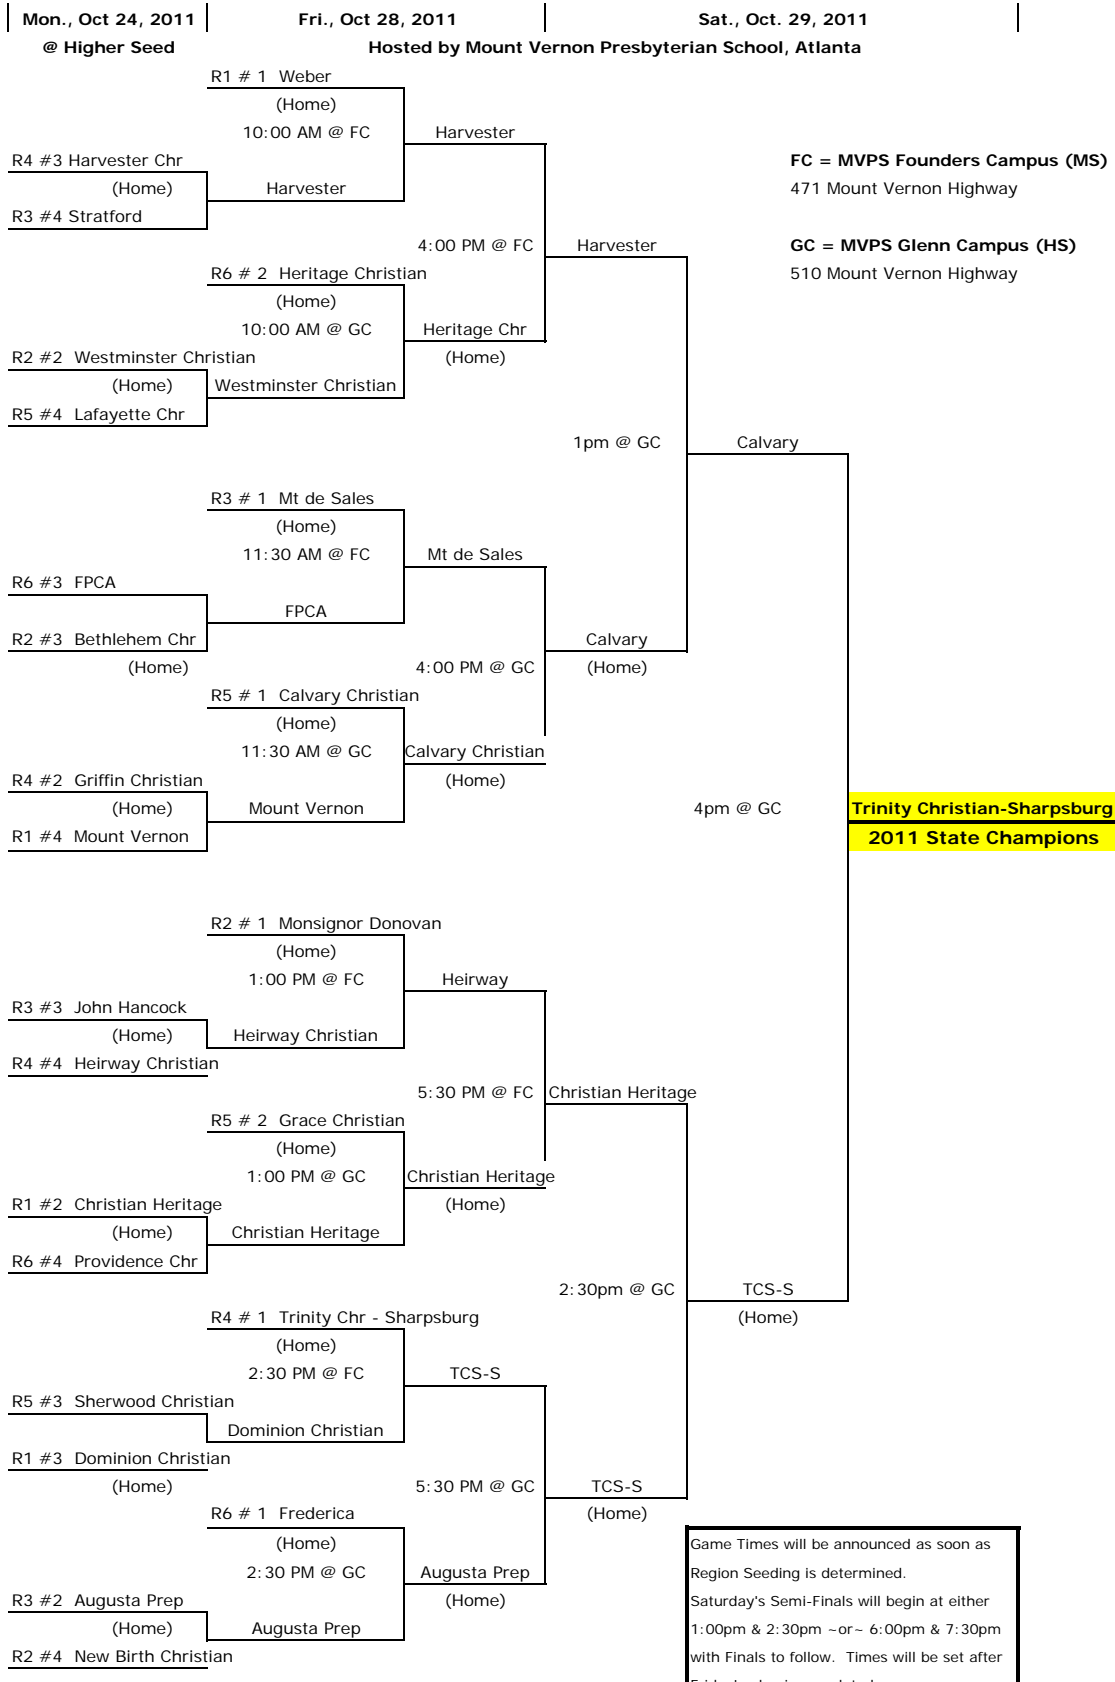 Mon., Oct 24, 2011 Fri., Oct 28, 2011 Sat., Oct. 29, 2011
@ Higher Seed Hosted by Mount Vernon Presbyterian School, Atlanta
R1 # 1 Weber
(Home)
10:00 AM @ FC Harvester
R4 #3 Harvester Chr FC = MVPS Founders Campus (MS)
(Home) Harvester 471 Mount Vernon Highway
R3 #4 Stratford
4:00 PM @ FC Harvester GC = MVPS Glenn Campus (HS)
R6 # 2 Heritage Christian 510 Mount Vernon Highway
(Home)
10:00 AM @ GC Heritage Chr
R2 #2 Westminster Christian (Home)
(Home) Westminster Christian
R5 #4 Lafayette Chr
1pm @ GC Calvary
R3 # 1 Mt de Sales
(Home)
11:30 AM @ FC Mt de Sales
R6 #3 FPCA
FPCA
R2 #3 Bethlehem Chr Calvary
(Home) 4:00 PM @ GC (Home)
R5 # 1 Calvary Christian
(Home)
11:30 AM @ GC Calvary Christian
R4 #2 Griffin Christian (Home)
(Home) Mount Vernon 4pm @ GC Trinity Christian-Sharpsburg
R1 #4 Mount Vernon 2011 State Champions
R2 # 1 Monsignor Donovan
(Home)
1:00 PM @ FC Heirway
R3 #3 John Hancock
(Home) Heirway Christian
R4 #4 Heirway Christian
5:30 PM @ FC Christian Heritage
R5 # 2 Grace Christian
(Home)
1:00 PM @ GC Christian Heritage
R1 #2 Christian Heritage (Home)
(Home) Christian Heritage
R6 #4 Providence Chr
2:30pm @ GC TCS-S
R4 # 1 Trinity Chr - Sharpsburg (Home)
(Home)
2:30 PM @ FC TCS-S
R5 #3 Sherwood Christian
Dominion Christian
R1 #3 Dominion Christian
(Home) 5:30 PM @ GC TCS-S
R6 # 1 Frederica (Home)
(Home) Game Times will be announced as soon as
2:30 PM @ GC Augusta Prep Region Seeding is determined.
R3 #2 Augusta Prep (Home) Saturday's Semi-Finals will begin at either
(Home) Augusta Prep 1:00pm & 2:30pm ~or~ 6:00pm & 7:30pm
R2 #4 New Birth Christian with Finals to follow. Times will be set after